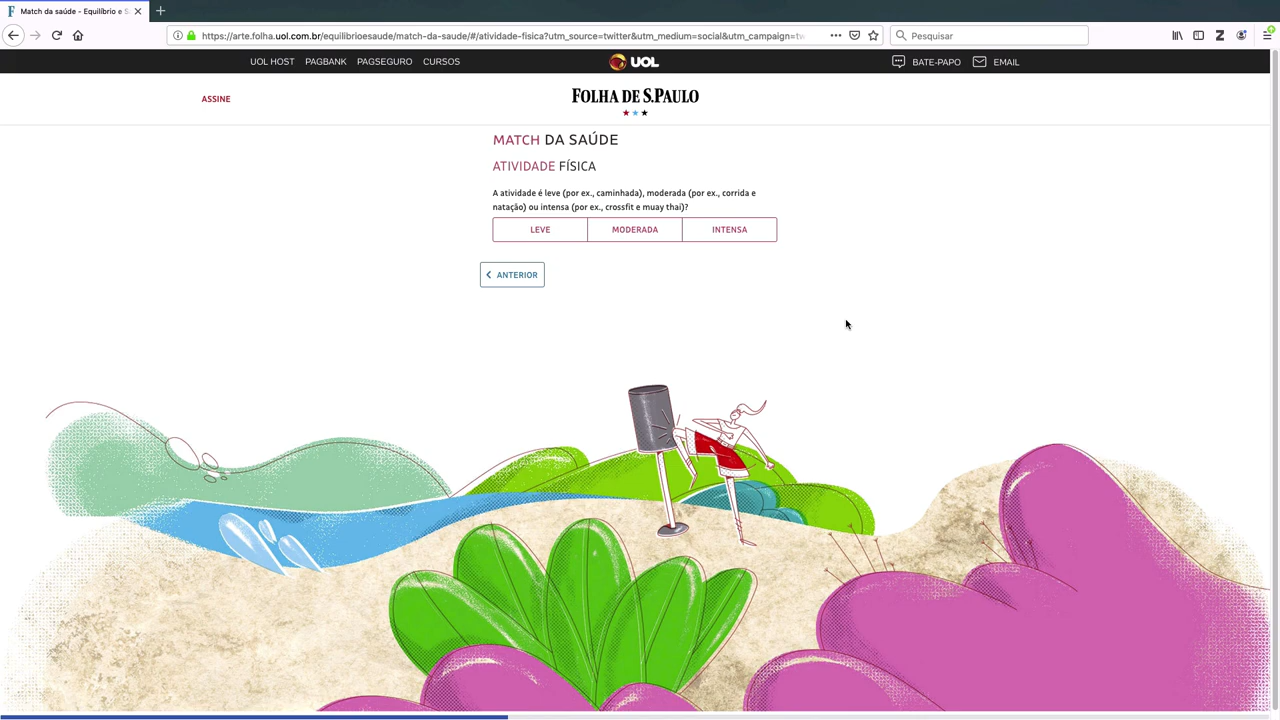 Match da saúde - Equilíbrio e S
https://arte.folha.uol.com.br/equilibrioesaude/match-da-saude/#/atividade-fisica?utm_source=twitter&utm_medium=social&utm_campaign=tw
Pesquisar
UOL HOST PAGBANK PAGSEGURO CURSOS
UOL
BATE-PAPO EMAIL
ASSINE
FOLHA DE S.PAULO
MATCH DA SAÚDE
ATIVIDADE FÍSICA
A atividade é leve (por ex., caminhada), moderada (por ex., corrida e
natação) ou intensa (por ex., crossfit e muay thai)?
LEVE MODERADA INTENSA
ANTERIOR